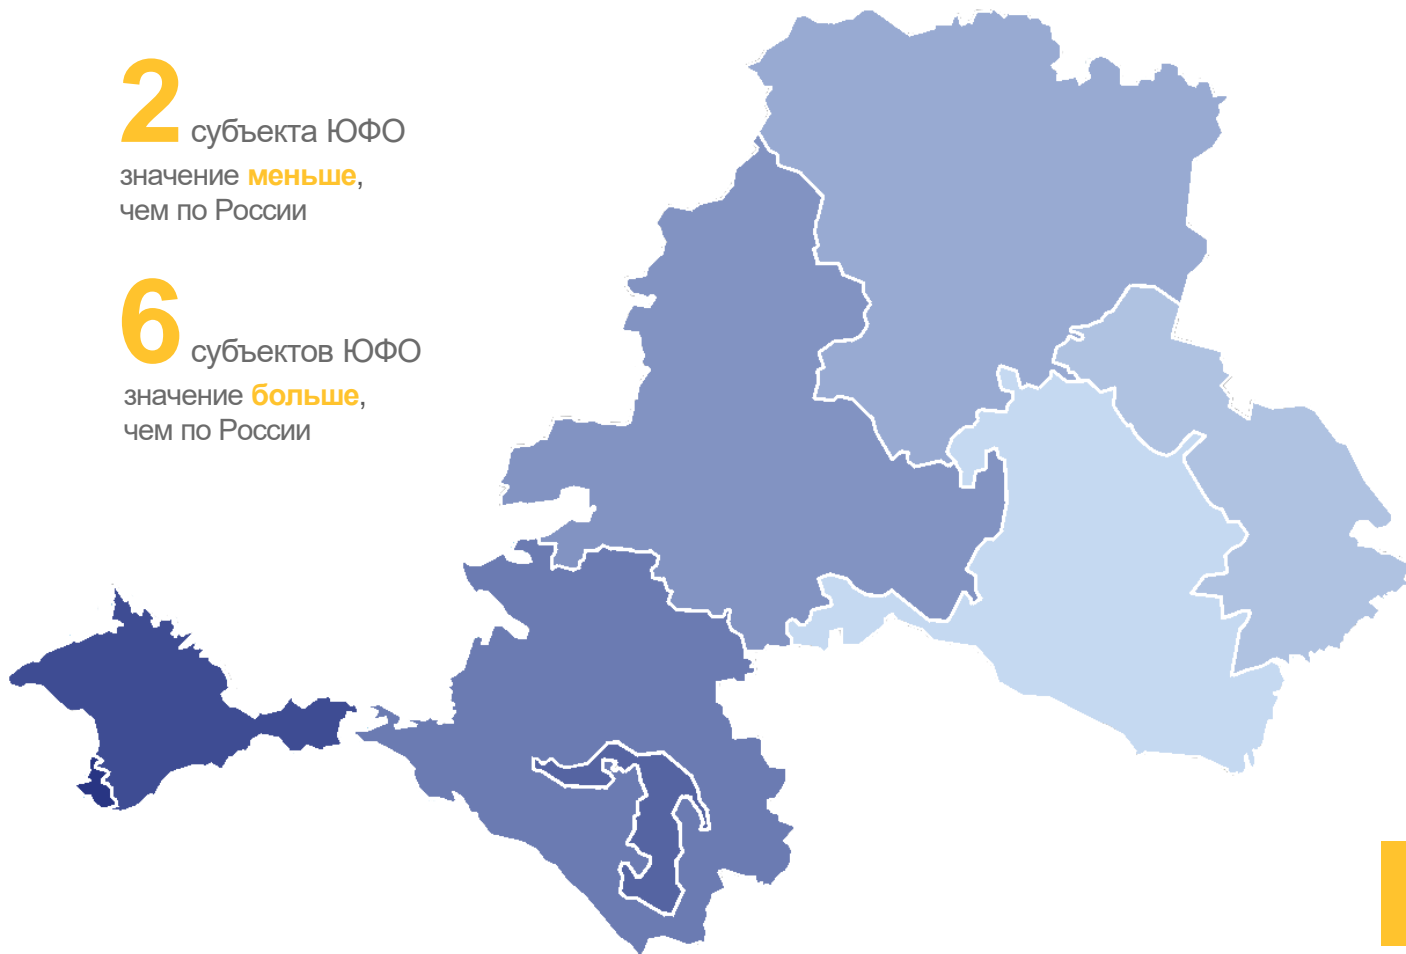 2 субъекта ЮФО
значение меньше,
чем по России
6 субъектов ЮФО
значение больше,
чем по России